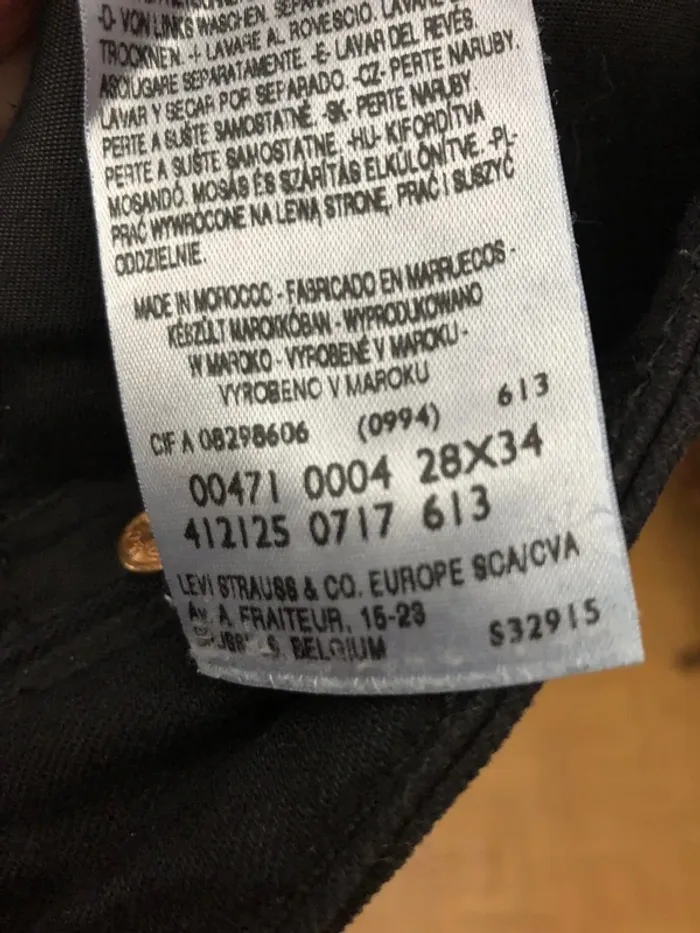 -D- VON LINKS WASCHEN.
TROCKNEN. -I- LAVARE AL ROVESCIO. LAVARE
ASCIUGARE SEPARATAMENTE. -E- LAVAR DEL REVES.
LAVAR Y SECAR POR SEPARADO. -CZ- PERTE NARUBY.
PERTE A SUŠTE SAMOSTATNĚ. -SK- PERTE NARUBY
PERTE A SUŠTE SAMOSTATNE. -HU- KIFORDÍTVA
MOSANDÓ. MOSÁS ÉS SZÁRÍTÁS ELKÜLÖNÍTVE. -PL-
PRAĆ WYWRÓCONE NA LEWĄ STRONĘ, PRAĆ I SUSZYĆ
ODDZIELNIE.
MADE IN MOROCCO - FABRICADO EN MARRUECOS -
KÉSZÜLT MAROKKÓBAN - WYPRODUKOWANO
W MAROKO - VYROBENÉ V MAROKU -
VYROBENO V MAROKU
CIF A 08298606 (0994) 613
00471 0004 28X34
412125 0717 613
LEVI STRAUSS & CO. EUROPE SCA/CVA
AV. A. FRAITEUR, 15-23
BELGIUM S32915